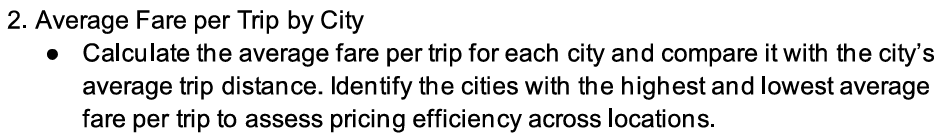 2. Average Fare per Trip by City
● Calculate the average fare per trip for each city and compare it with the city's
average trip distance. Identify the cities with the highest and lowest average
fare per trip to assess pricing efficiency across locations.